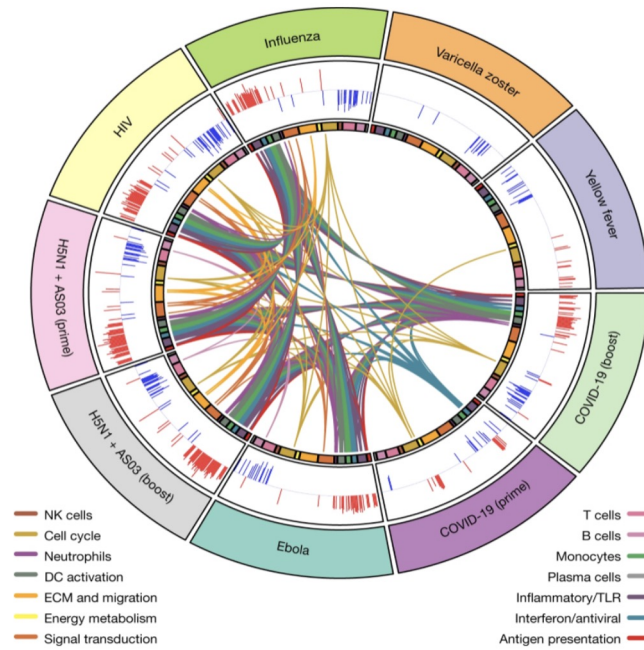 Influenza
Varicella zoster
HIV
Yellow fever
H5N1 + AS03 (prime)
COVID-19 (boost)
H5N1 + AS03 (boost)
COVID-19 (prime)
Ebola
NK cells
Cell cycle
Neutrophils
DC activation
ECM and migration
Energy metabolism
Signal transduction
T cells
B cells
Monocytes
Plasma cells
Inflammatory/TLR
Interferon/antiviral
Antigen presentation